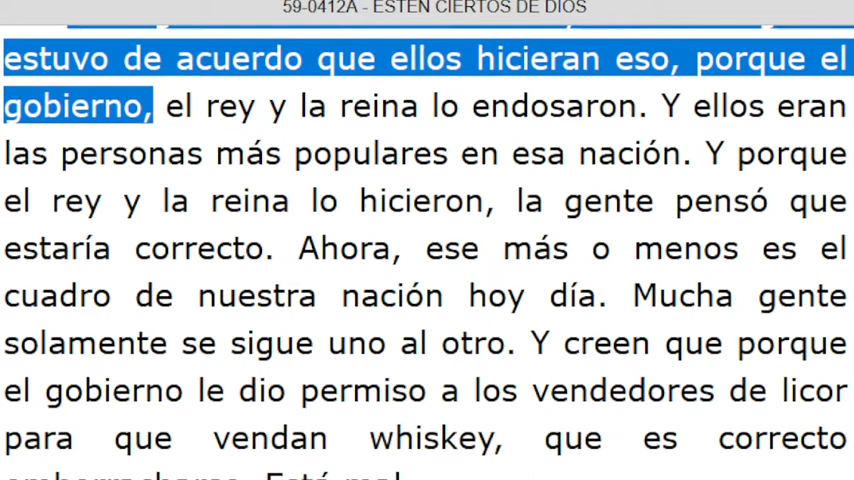 59-0412A - ESTEN CIERTOS DE DIOS
estuvo de acuerdo que ellos hicieran eso, porque el
gobierno, el rey y la reina lo endosaron. Y ellos eran
las personas más populares en esa nación. Y porque
el rey y la reina lo hicieron, la gente pensó que
estaría correcto. Ahora, ese más o menos es el
cuadro de nuestra nación hoy día. Mucha gente
solamente se sigue uno al otro. Y creen que porque
el gobierno le dio permiso a los vendedores de licor
para que vendan whiskey, que es correcto
emborracharse. Está mal